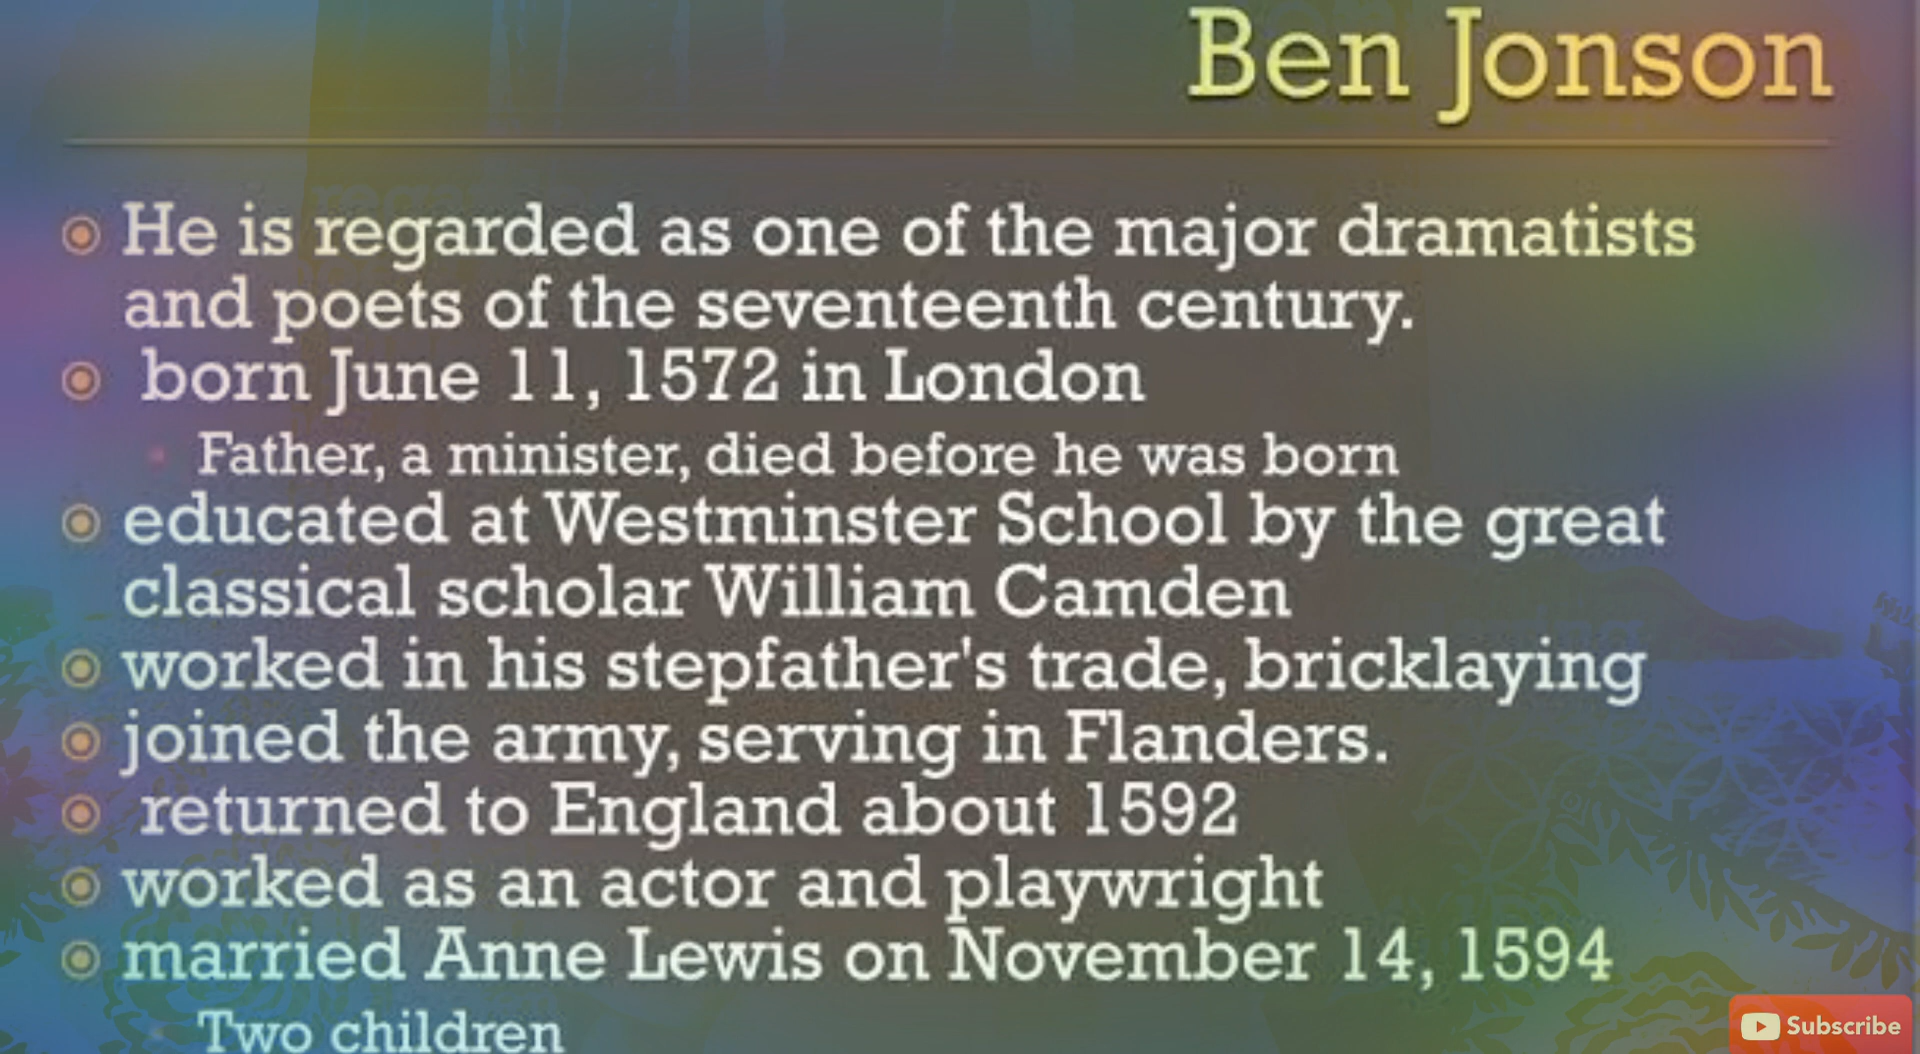 Ben Jonson
He is regarded as one of the major dramatists
and poets of the seventeenth century.
born June 11, 1572 in London
Father, a minister, died before he was born
educated at Westminster School by the great
classical scholar William Camden
worked in his stepfather's trade, bricklaying
joined the army, serving in Flanders.
returned to England about 1592
worked as an actor and playwright
married Anne Lewis on November 14, 1594
Two children
Subscribe